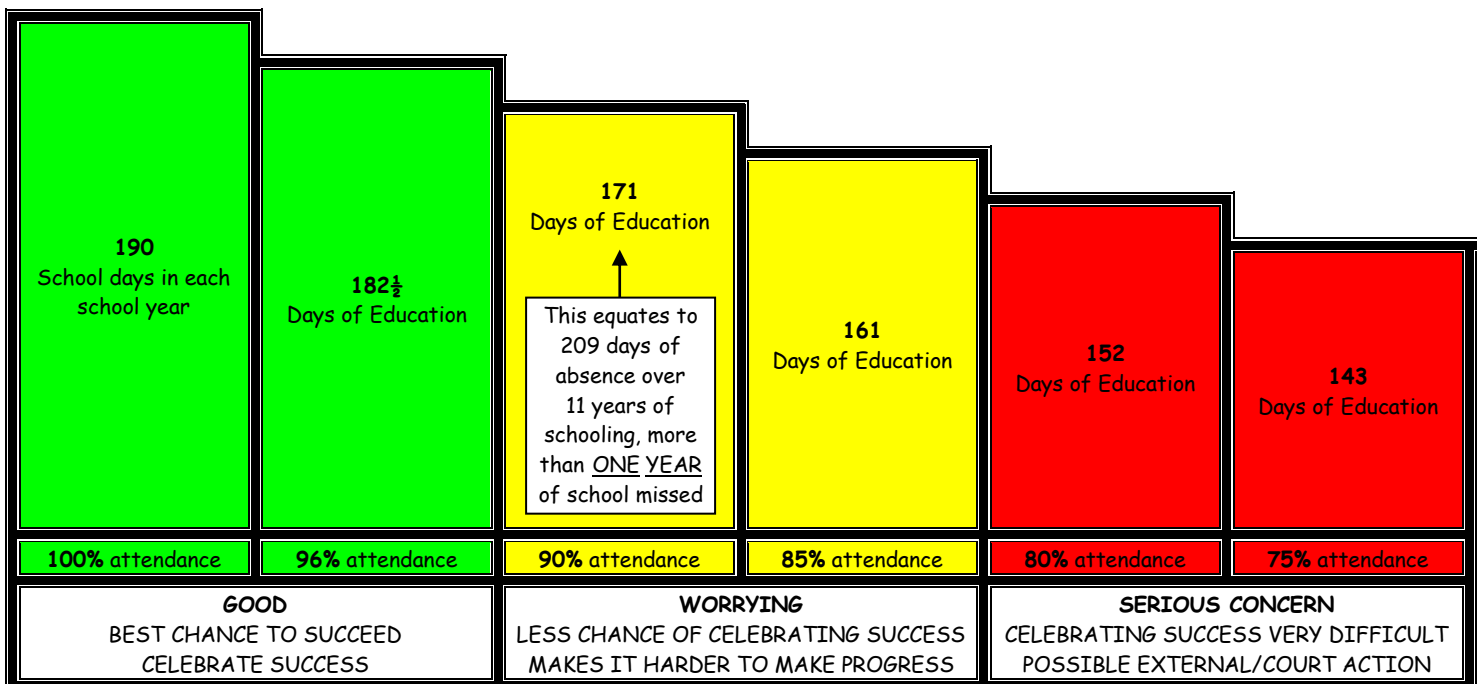 190
School days in each
school year
182½
Days of Education
171
Days of Education
This equates to
209 days of
absence over
11 years of
schooling, more
than ONE YEAR
of school missed
161
Days of Education
152
Days of Education
143
Days of Education
100% attendance
96% attendance
90% attendance
85% attendance
80% attendance
75% attendance
GOOD
BEST CHANCE TO SUCCEED
CELEBRATE SUCCESS
WORRYING
LESS CHANCE OF CELEBRATING SUCCESS
MAKES IT HARDER TO MAKE PROGRESS
SERIOUS CONCERN
CELEBRATING SUCCESS VERY DIFFICULT
POSSIBLE EXTERNAL/COURT ACTION